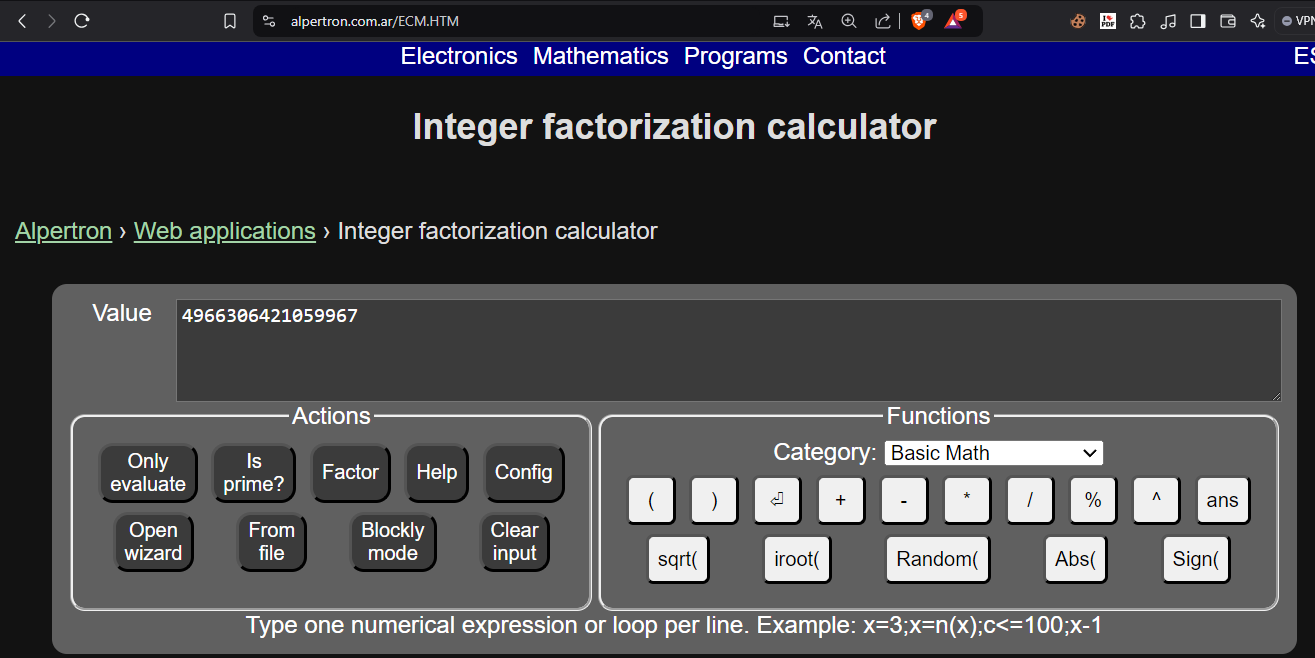 alpertron.com.ar/ECM.HTM 4 5 VPN
Electronics Mathematics Programs Contact ES
Integer factorization calculator
Alpertron › Web applications › Integer factorization calculator
Value 4966306421059967
Actions Functions
Category: Basic Math
Only evaluate Is prime? Factor Help Config
( ) ⏎ + - * / % ^ ans
Open wizard From file Blockly mode Clear input
sqrt( iroot( Random( Abs( Sign(
Type one numerical expression or loop per line. Example: x=3;x=n(x);c<=100;x-1